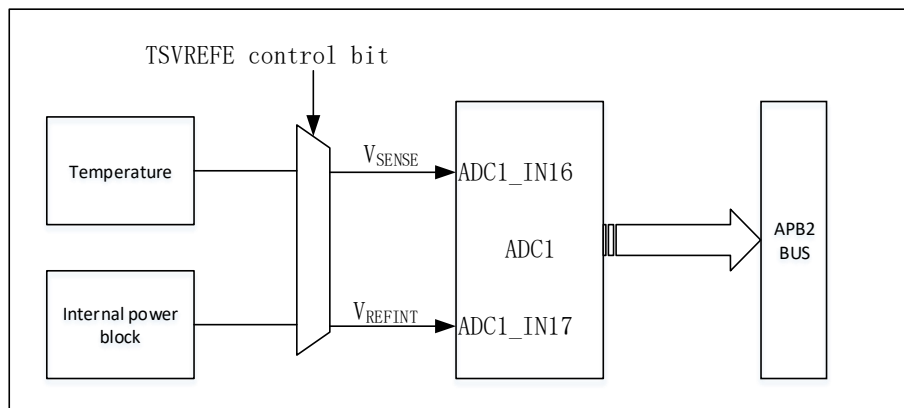 TSVREFE control bit
Temperature
VSENSE
ADC1_IN16
ADC1
APB2
BUS
Internal power
block
VREFINT
ADC1_IN17